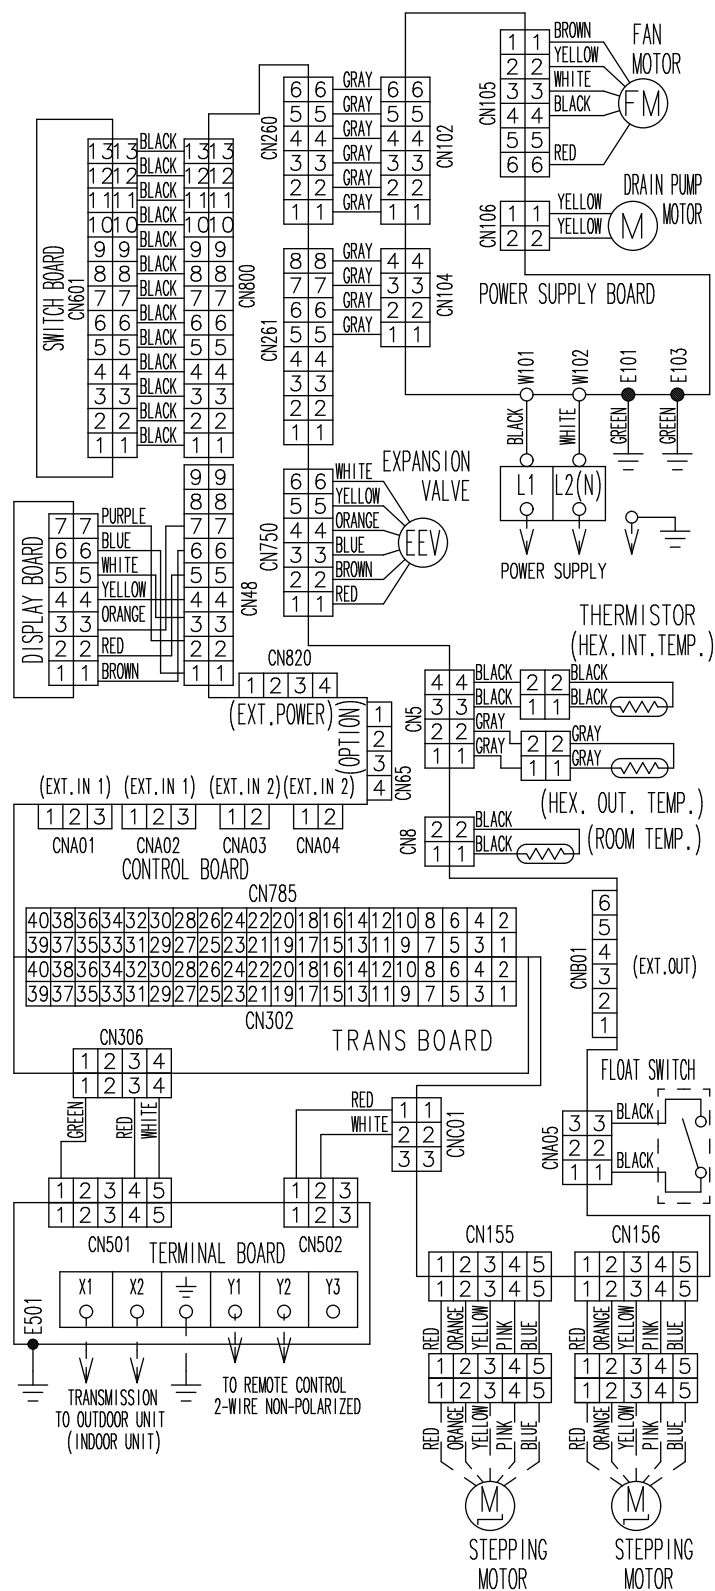 FAN
MOTOR
FM
CN105
1 1 BROWN
2 2 YELLOW
3 3 WHITE
4 4 BLACK
5 5
6 6 RED
DRAIN PUMP
MOTOR
M
CN106
1 1 YELLOW
2 2 YELLOW
POWER SUPPLY BOARD
CN260
CN102
6 6 GRAY 6 6
5 5 GRAY 5 5
4 4 GRAY 4 4
3 3 GRAY 3 3
2 2 GRAY 2 2
1 1 GRAY 1 1
CN261
CN104
8 8 GRAY 4 4
7 7 GRAY 3 3
6 6 GRAY 2 2
5 5 GRAY 1 1
4 4
3 3
2 2
1 1
SWITCH BOARD
CN601
CN800
13 13 BLACK 13 13
12 12 BLACK 12 12
11 11 BLACK 11 11
10 10 BLACK 10 10
9 9 BLACK 9 9
8 8 BLACK 8 8
7 7 BLACK 7 7
6 6 BLACK 6 6
5 5 BLACK 5 5
4 4 BLACK 4 4
3 3 BLACK 3 3
2 2 BLACK 2 2
1 1 BLACK 1 1
W101
W102
E101
E103
BLACK
WHITE
GREEN
GREEN
L1 L2(N)
POWER SUPPLY
EXPANSION
VALVE
EEV
CN750
6 6 WHITE
5 5 YELLOW
4 4 ORANGE
3 3 BLUE
2 2 BROWN
1 1 RED
DISPLAY BOARD
CN48
9 9
8 8
7 7 PURPLE 7 7
6 6 BLUE 6 6
5 5 WHITE 5 5
4 4 YELLOW 4 4
3 3 ORANGE 3 3
2 2 RED 2 2
1 1 BROWN 1 1
CN820
1 2 3 4
(EXT.POWER)
(OPTION)
1
2
3
4
CN65
THERMISTOR
(HEX.INT.TEMP.)
CN5
4 4 BLACK 2 2 BLACK
3 3 BLACK 1 1 BLACK
2 2 GRAY 2 2 GRAY
1 1 GRAY 1 1 GRAY
(HEX. OUT. TEMP.)
CN8
2 2 BLACK
1 1 BLACK
(ROOM TEMP.)
(EXT.IN 1) (EXT.IN 1) (EXT.IN 2) (EXT.IN 2)
1 2 3 1 2 3 1 2 1 2
CNA01 CNA02 CNA03 CNA04
CONTROL BOARD
CN785
40 38 36 34 32 30 28 26 24 22 20 18 16 14 12 10 8 6 4 2
39 37 35 33 31 29 27 25 23 21 19 17 15 13 11 9 7 5 3 1
40 38 36 34 32 30 28 26 24 22 20 18 16 14 12 10 8 6 4 2
39 37 35 33 31 29 27 25 23 21 19 17 15 13 11 9 7 5 3 1
CN302
TRANS BOARD
CNB01
6
5
4
3
2
1
(EXT.OUT)
CN306
1 2 3 4
1 2 3 4
GREEN
RED
WHITE
RED 1 1
WHITE 2 2
3 3
CNC01
FLOAT SWITCH
CNA05
3 3 BLACK
2 2
1 1 BLACK
1 2 3 4 5
1 2 3 4 5
CN501
1 2 3
1 2 3
CN502
TERMINAL BOARD
X1 X2 Y1 Y2 Y3
E501
TRANSMISSION
TO OUTDOOR UNIT
(INDOOR UNIT)
TO REMOTE CONTROL
2-WIRE NON-POLARIZED
CN155
1 2 3 4 5
1 2 3 4 5
RED
ORANGE
YELLOW
PINK
BLUE
1 2 3 4 5
1 2 3 4 5
RED
ORANGE
YELLOW
PINK
BLUE
M
STEPPING
MOTOR
CN156
1 2 3 4 5
1 2 3 4 5
RED
ORANGE
YELLOW
PINK
BLUE
1 2 3 4 5
1 2 3 4 5
RED
ORANGE
YELLOW
PINK
BLUE
M
STEPPING
MOTOR